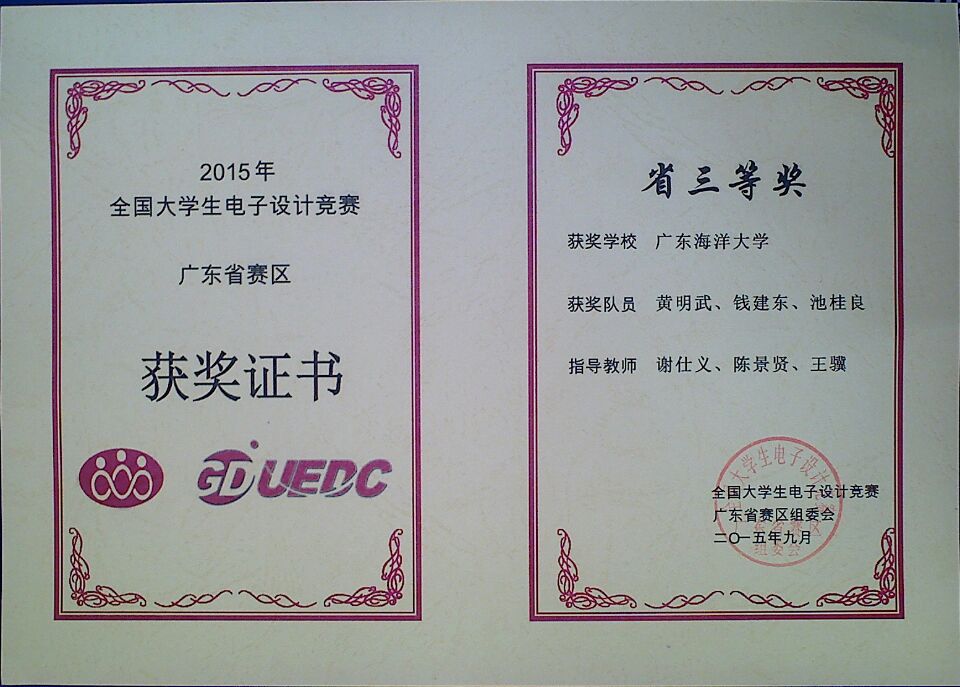 2015年
全国大学生电子设计竞赛
广东省赛区
获奖证书
GDUEDC
省三等奖
获奖学校 广东海洋大学
获奖队员 黄明武、钱建东、池桂良
指导教师 谢仕义、陈景贤、王骥
全国大学生电子设计竞赛
广东省赛区组委会
二〇一五年九月
大学生电子设计
组委会